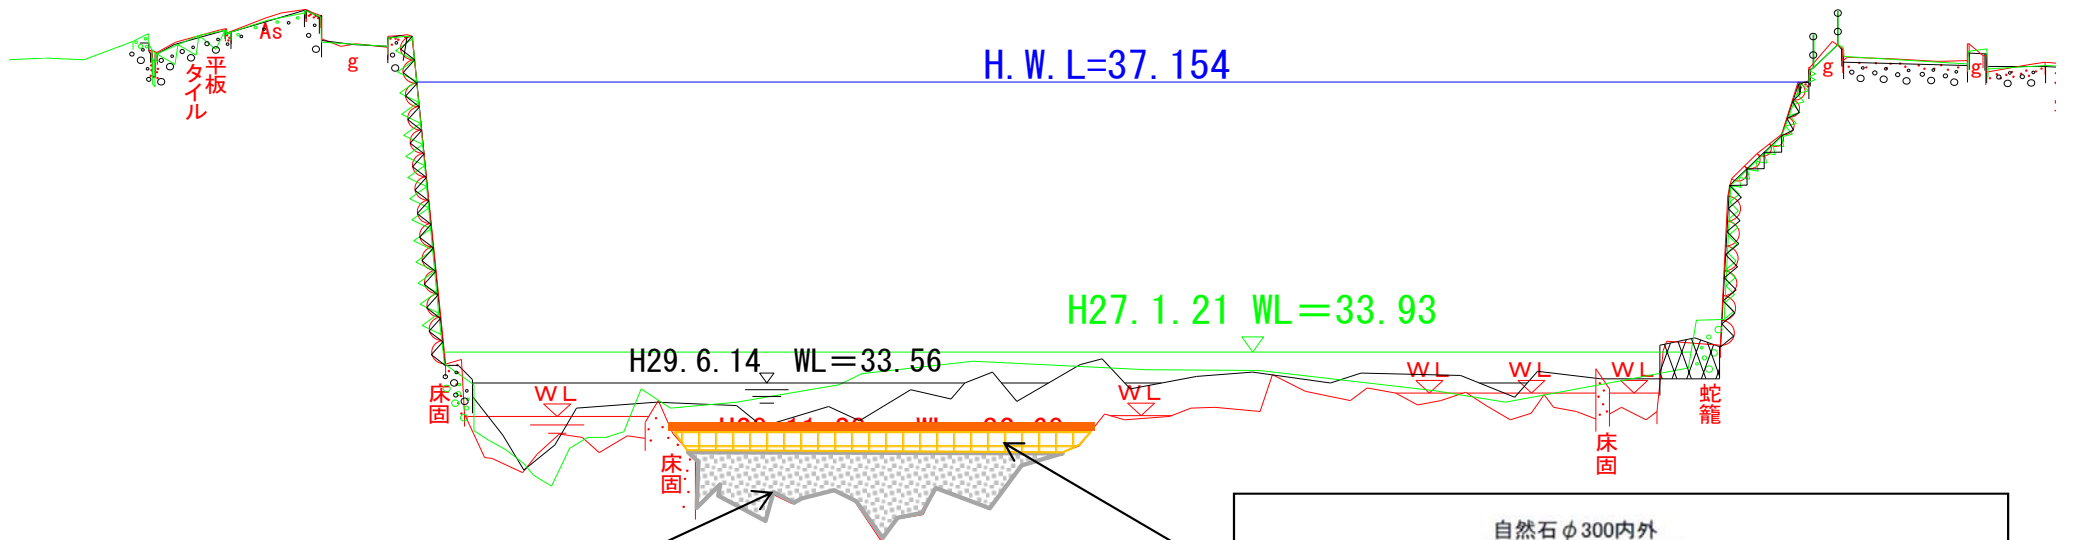 As
平板
タイル
g
H.W.L=37.154
g
g
H27.1.21 WL=33.93
H29.6.14 WL=33.56
床固
WL
WL
WL
WL
WL
蛇籠
床固
床固
自然石φ300内外